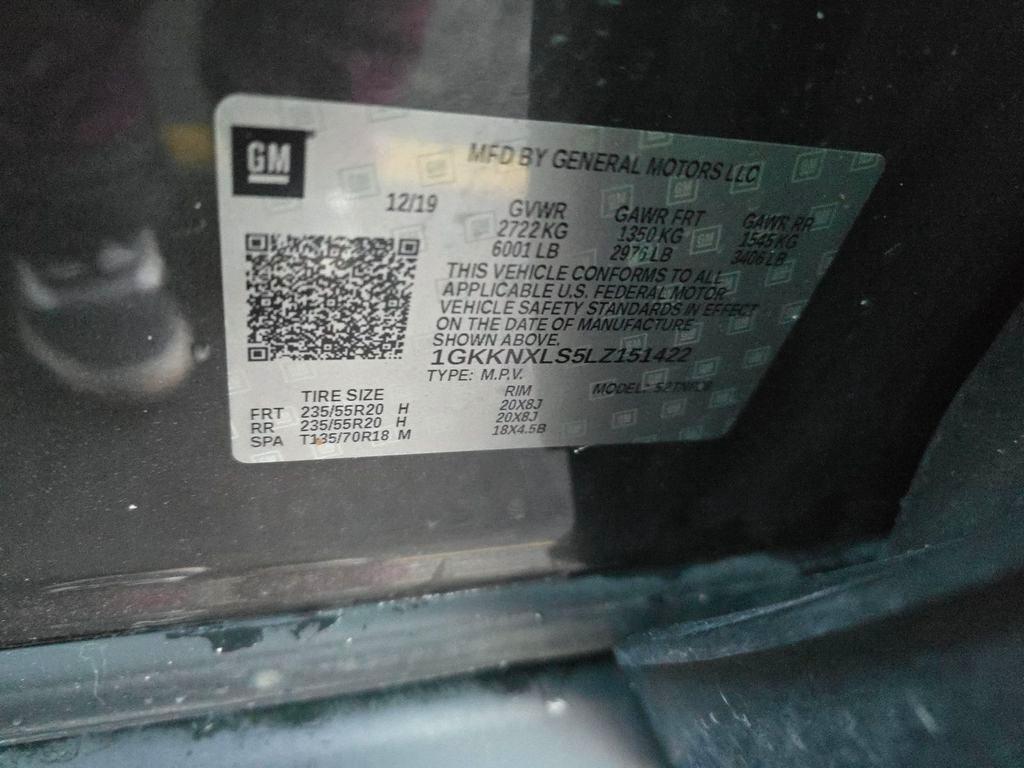 GM
MFD BY GENERAL MOTORS LLC
12/19
GVWR GAWR FRT GAWR RR
2722 KG 1350 KG 1545 KG
6001 LB 2976 LB 3406 LB
THIS VEHICLE CONFORMS TO ALL
APPLICABLE U.S. FEDERAL MOTOR
VEHICLE SAFETY STANDARDS IN EFFECT
ON THE DATE OF MANUFACTURE
SHOWN ABOVE.
1GKKNXLS5LZ151422
TYPE: M.P.V. MODEL:
TIRE SIZE RIM
FRT 235/55R20 H 20X8J
RR 235/55R20 H 20X8J
SPA T135/70R18 M 18X4.5B